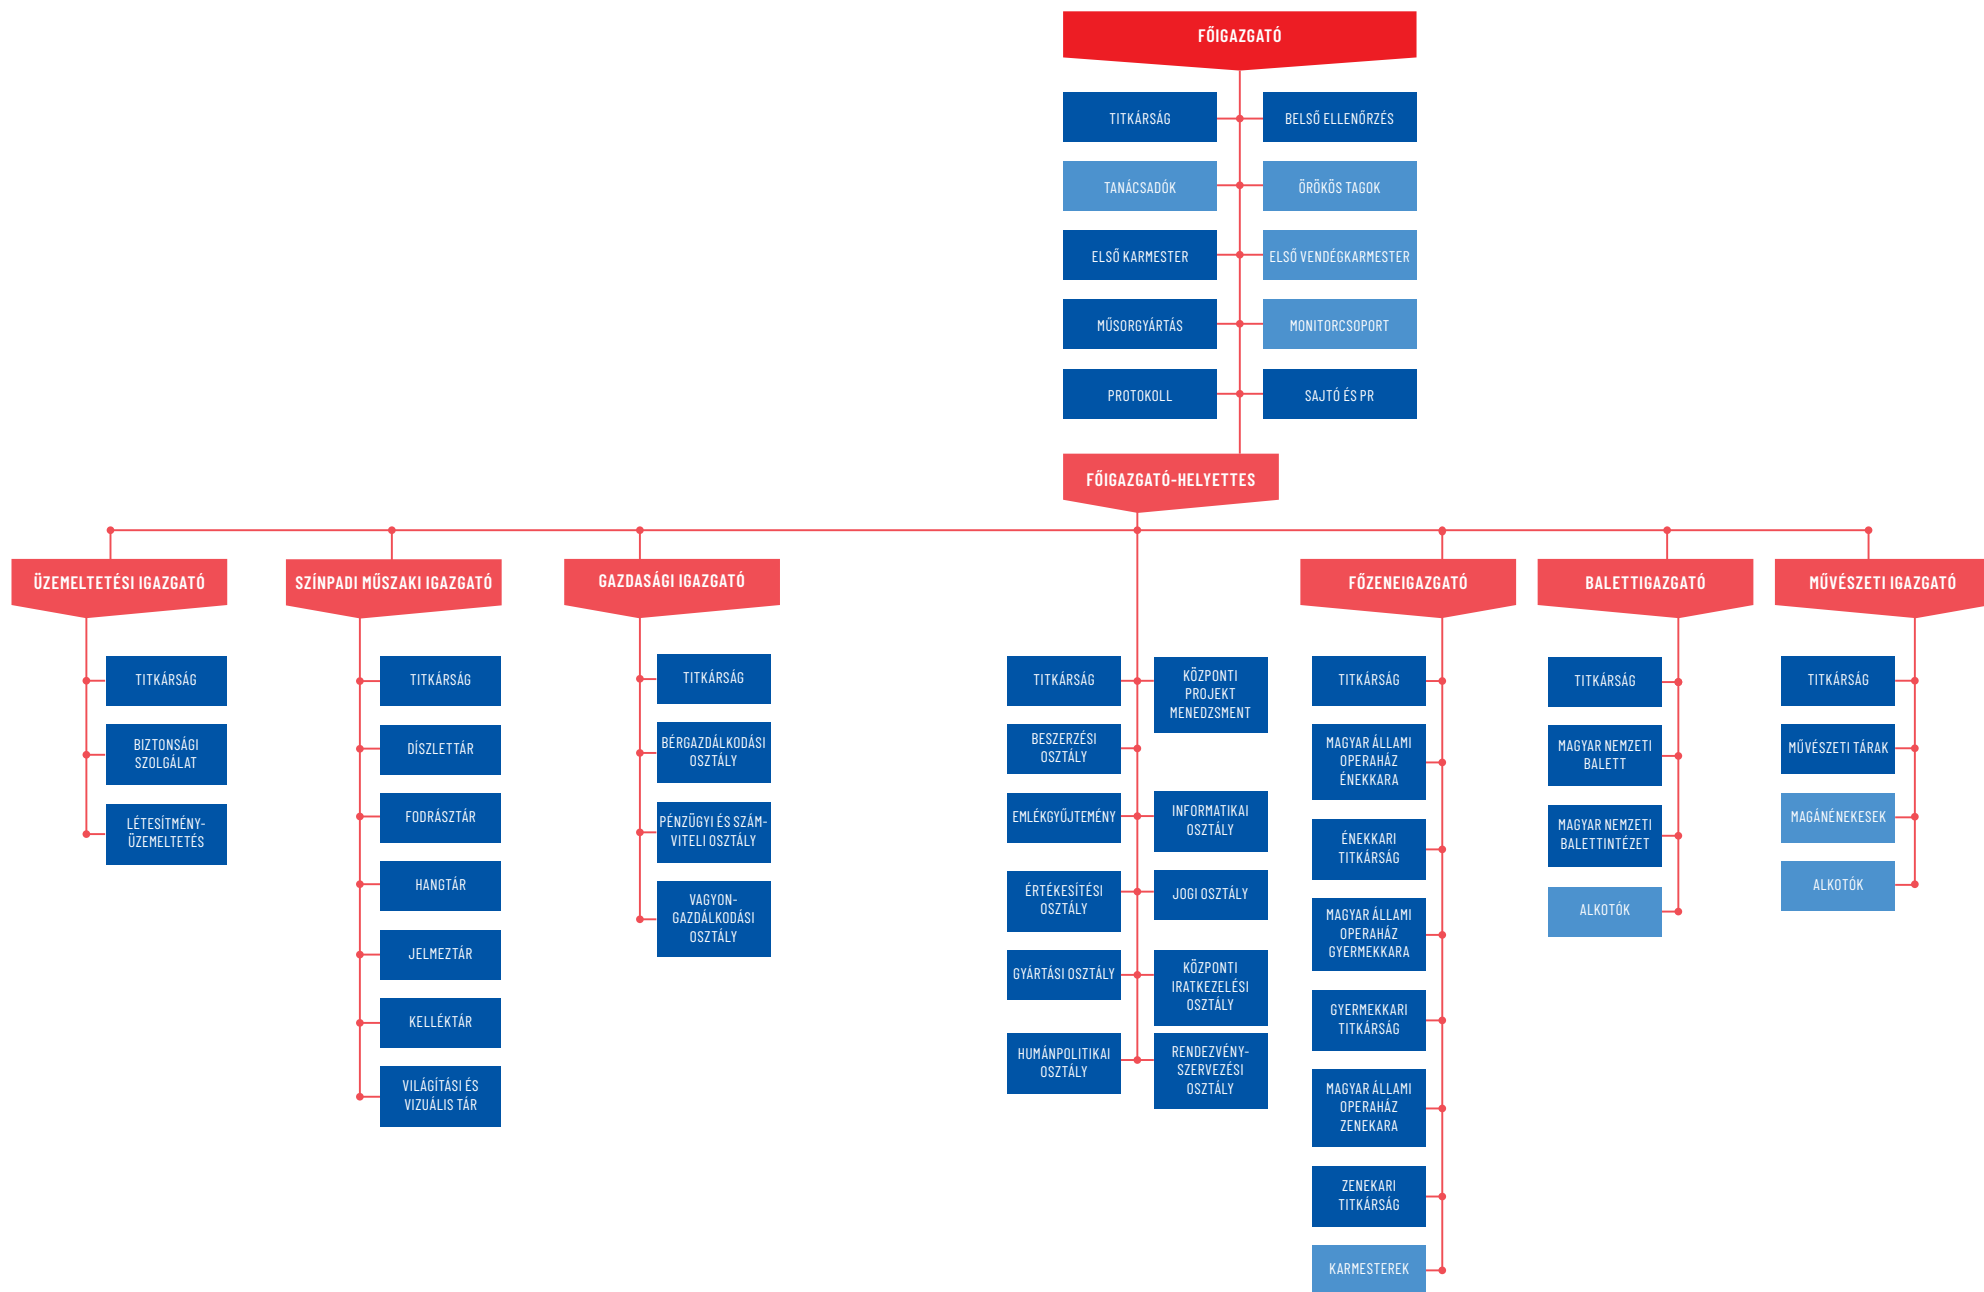 FŐIGAZGATÓ
TITKÁRSÁG
BELSŐ ELLENŐRZÉS
TANÁCSADÓK
ÖRÖKÖS TAGOK
ELSŐ KARMESTER
ELSŐ VENDÉGKARMESTER
MŰSORGYÁRTÁS
MONITORCSOPORT
PROTOKOLL
SAJTÓ ÉS PR
FŐIGAZGATÓ-HELYETTES
ÜZEMELTETÉSI IGAZGATÓ
TITKÁRSÁG
BIZTONSÁGI
SZOLGÁLAT
LÉTESÍTMÉNY-
ÜZEMELTETÉS
SZÍNPADI MŰSZAKI IGAZGATÓ
TITKÁRSÁG
DÍSZLETTÁR
FODRÁSZTÁR
HANGTÁR
JELMEZTÁR
KELLÉKTÁR
VILÁGÍTÁSI ÉS
VIZUÁLIS TÁR
GAZDASÁGI IGAZGATÓ
TITKÁRSÁG
BÉRGAZDÁLKODÁSI
OSZTÁLY
PÉNZÜGYI ÉS SZÁM-
VITELI OSZTÁLY
VAGYON-
GAZDÁLKODÁSI
OSZTÁLY
TITKÁRSÁG
KÖZPONTI
PROJEKT
MENEDZSMENT
BESZERZÉSI
OSZTÁLY
EMLÉKGYŰJTEMÉNY
INFORMATIKAI
OSZTÁLY
ÉRTÉKESÍTÉSI
OSZTÁLY
JOGI OSZTÁLY
GYÁRTÁSI OSZTÁLY
KÖZPONTI
IRATKEZELÉSI
OSZTÁLY
HUMÁNPOLITIKAI
OSZTÁLY
RENDEZVÉNY-
SZERVEZÉSI
OSZTÁLY
FŐZENEIGAZGATÓ
TITKÁRSÁG
MAGYAR ÁLLAMI
OPERAHÁZ
ÉNEKKARA
ÉNEKKARI
TITKÁRSÁG
MAGYAR ÁLLAMI
OPERAHÁZ
GYERMEKKARA
GYERMEKKARI
TITKÁRSÁG
MAGYAR ÁLLAMI
OPERAHÁZ
ZENEKARA
ZENEKARI
TITKÁRSÁG
KARMESTEREK
BALETTIGAZGATÓ
TITKÁRSÁG
MAGYAR NEMZETI
BALETT
MAGYAR NEMZETI
BALETTINTÉZET
ALKOTÓK
MŰVÉSZETI IGAZGATÓ
TITKÁRSÁG
MŰVÉSZETI TÁRAK
MAGÁNÉNEKESEK
ALKOTÓK